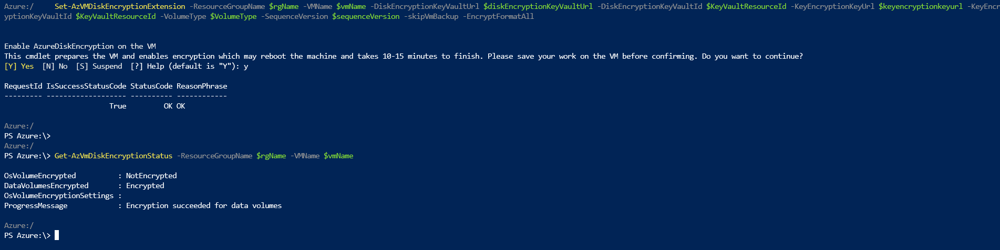 Azure:/     Set-AzVMDiskEncryptionExtension -ResourceGroupName $rgName -VMName $vmName -DiskEncryptionKeyVaultUrl $diskEncryptionKeyVaultUrl -DiskEncryptionKeyVaultId $KeyVaultResourceId -KeyEncryptionKeyUrl $keyencryptionkeyurl -KeyEncr
yptionKeyVaultId $KeyVaultResourceId -VolumeType $VolumeType -SequenceVersion $sequenceVersion -skipVmBackup -EncryptFormatAll
Enable AzureDiskEncryption on the VM
This cmdlet prepares the VM and enables encryption which may reboot the machine and takes 10-15 minutes to finish. Please save your work on the VM before confirming. Do you want to continue?
[Y] Yes  [N] No  [S] Suspend  [?] Help (default is "Y"): y
RequestId IsSuccessStatusCode StatusCode ReasonPhrase
--------- ------------------- ---------- ------------
                         True         OK OK
Azure:/
PS Azure:\>
Azure:/
PS Azure:\> Get-AzVmDiskEncryptionStatus -ResourceGroupName $rgName -VMName $vmName
OsVolumeEncrypted          : NotEncrypted
DataVolumesEncrypted       : Encrypted
OsVolumeEncryptionSettings :
ProgressMessage            : Encryption succeeded for data volumes
Azure:/
PS Azure:\>